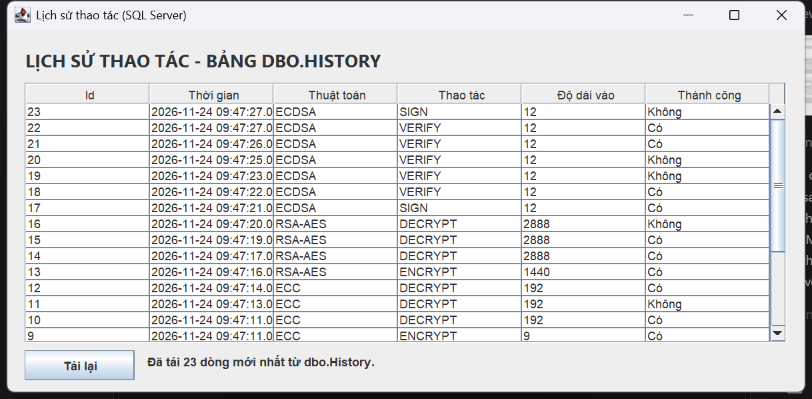 Lịch sử thao tác (SQL Server)
LỊCH SỬ THAO TÁC - BẢNG DBO.HISTORY
Id Thời gian Thuật toán Thao tác Độ dài vào Thành công
23 2026-11-24 09:47:27.0 ECDSA SIGN 12 Không
22 2026-11-24 09:47:27.0 ECDSA VERIFY 12 Có
21 2026-11-24 09:47:26.0 ECDSA VERIFY 12 Có
20 2026-11-24 09:47:25.0 ECDSA VERIFY 12 Không
19 2026-11-24 09:47:23.0 ECDSA VERIFY 12 Không
18 2026-11-24 09:47:22.0 ECDSA VERIFY 12 Có
17 2026-11-24 09:47:21.0 ECDSA SIGN 12 Có
16 2026-11-24 09:47:20.0 RSA-AES DECRYPT 2888 Không
15 2026-11-24 09:47:19.0 RSA-AES DECRYPT 2888 Có
14 2026-11-24 09:47:17.0 RSA-AES DECRYPT 2888 Có
13 2026-11-24 09:47:16.0 RSA-AES ENCRYPT 1440 Có
12 2026-11-24 09:47:14.0 ECC DECRYPT 192 Có
11 2026-11-24 09:47:13.0 ECC DECRYPT 192 Không
10 2026-11-24 09:47:11.0 ECC DECRYPT 192 Có
9 2026-11-24 09:47:11.0 ECC ENCRYPT 9 Có
Tải lại Đã tải 23 dòng mới nhất từ dbo.History.